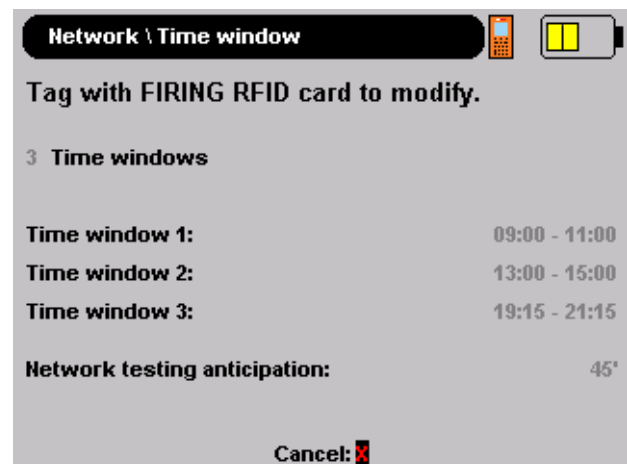 Network \ Time window
Tag with FIRING RFID card to modify.
3 Time windows
Time window 1: 09:00 - 11:00
Time window 2: 13:00 - 15:00
Time window 3: 19:15 - 21:15
Network testing anticipation: 45'
Cancel: X